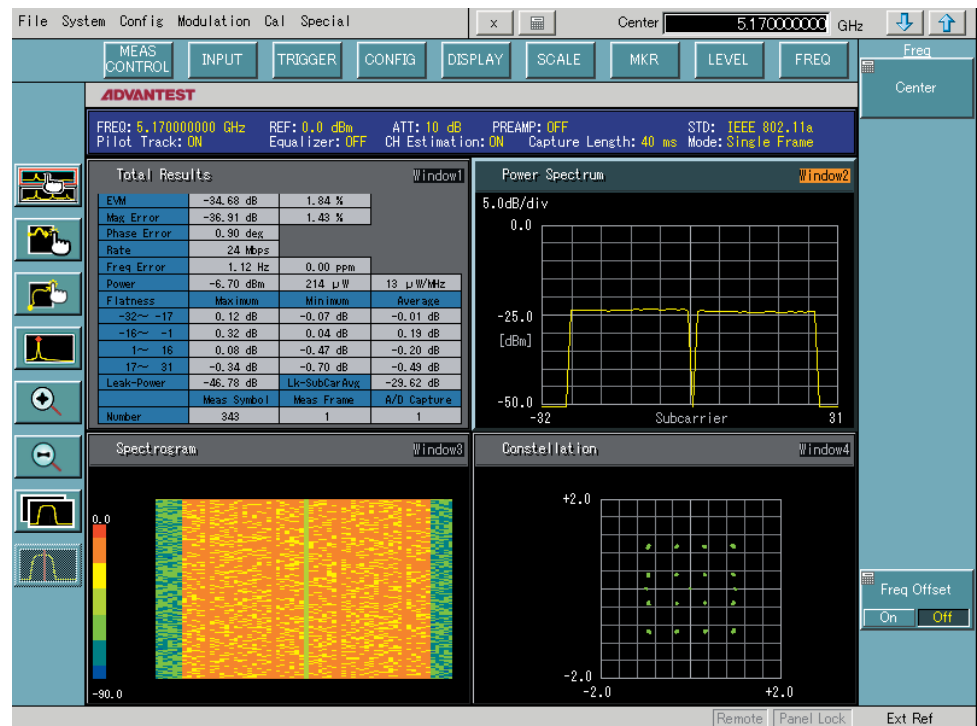 File System Config Modulation Cal Special
x
Center 5.170000000 GHz
MEAS CONTROL INPUT TRIGGER CONFIG DISPLAY SCALE MKR LEVEL FREQ
Freq
Center
ADVANTEST
FREQ: 5.170000000 GHz REF: 0.0 dBm ATT: 10 dB PREAMP: OFF STD: IEEE 802.11a
Pilot Track: ON Equalizer: OFF CH Estimation: ON Capture Length: 40 ms Mode: Single Frame
Total Results Window1
EVM -34.68 dB 1.84 %
Mag Error -36.91 dB 1.43 %
Phase Error 0.90 deg
Rate 24 Mbps
Freq Error 1.12 Hz 0.00 ppm
Power -6.70 dBm 214 μW 13 μW/MHz
Flatness Maximum Minimum Average
-32~ -17 0.12 dB -0.07 dB -0.01 dB
-16~ -1 0.32 dB 0.04 dB 0.19 dB
1~ 16 0.08 dB -0.47 dB -0.20 dB
17~ 31 -0.34 dB -0.70 dB -0.49 dB
Leak-Power -46.78 dB Lk-SubCarAvg -29.62 dB
Meas Symbol Meas Frame A/D Capture
Number 343 1 1
Power Spectrum Window2
5.0dB/div
0.0
-25.0
[dBm]
-50.0
-32 Subcarrier 31
Spectrogram Window3
0.0
-90.0
Constellation Window4
+2.0
-2.0
-2.0 +2.0
Freq Offset
On Off
Remote Panel Lock Ext Ref